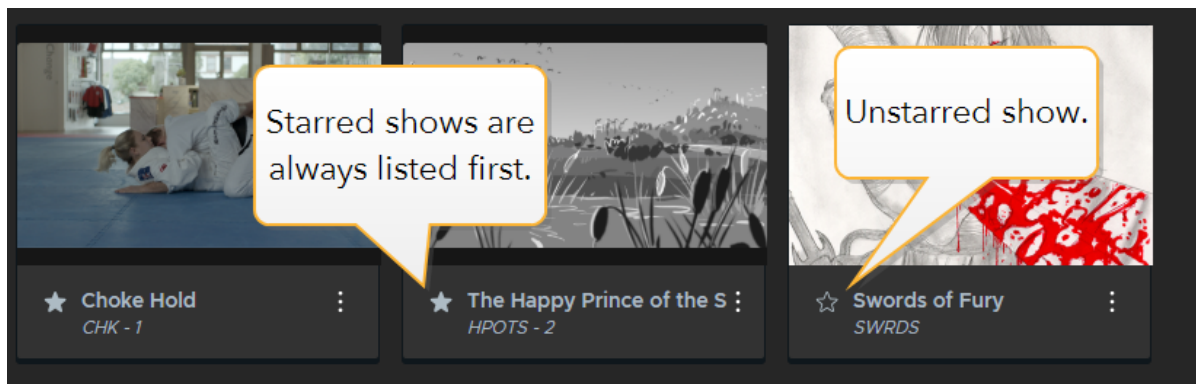 Starred shows are
always listed first.
Unstarred show.
Choke Hold
CHK - 1
The Happy Prince of the S
HPOTS - 2
Swords of Fury
SWRDS